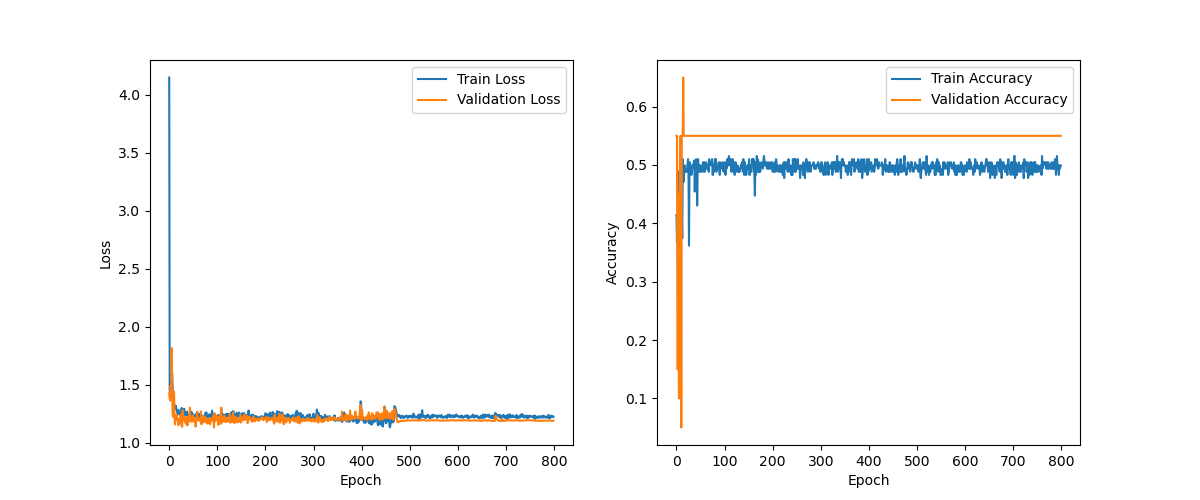 Train Loss
Validation Loss
4.0
3.5
3.0
2.5
2.0
1.5
1.0
Loss
0 100 200 300 400 500 600 700 800
Epoch
Train Accuracy
Validation Accuracy
0.6
0.5
0.4
0.3
0.2
0.1
Accuracy
0 100 200 300 400 500 600 700 800
Epoch